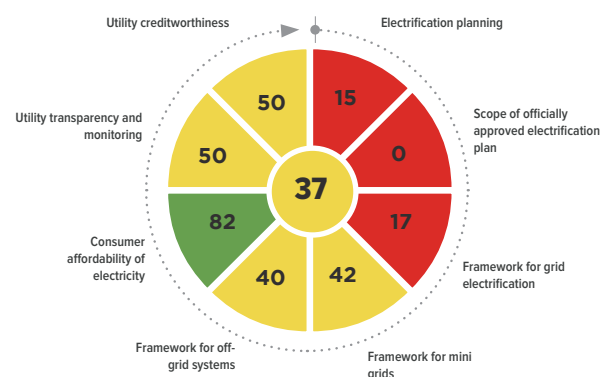 Utility creditworthiness
Electrification planning
50
15
Utility transparency and
monitoring
Scope of officially
approved electrification
plan
50
0
37
82
17
Consumer
affordability of
electricity
Framework for grid
electrification
40
42
Framework for off-
grid systems
Framework for mini
grids